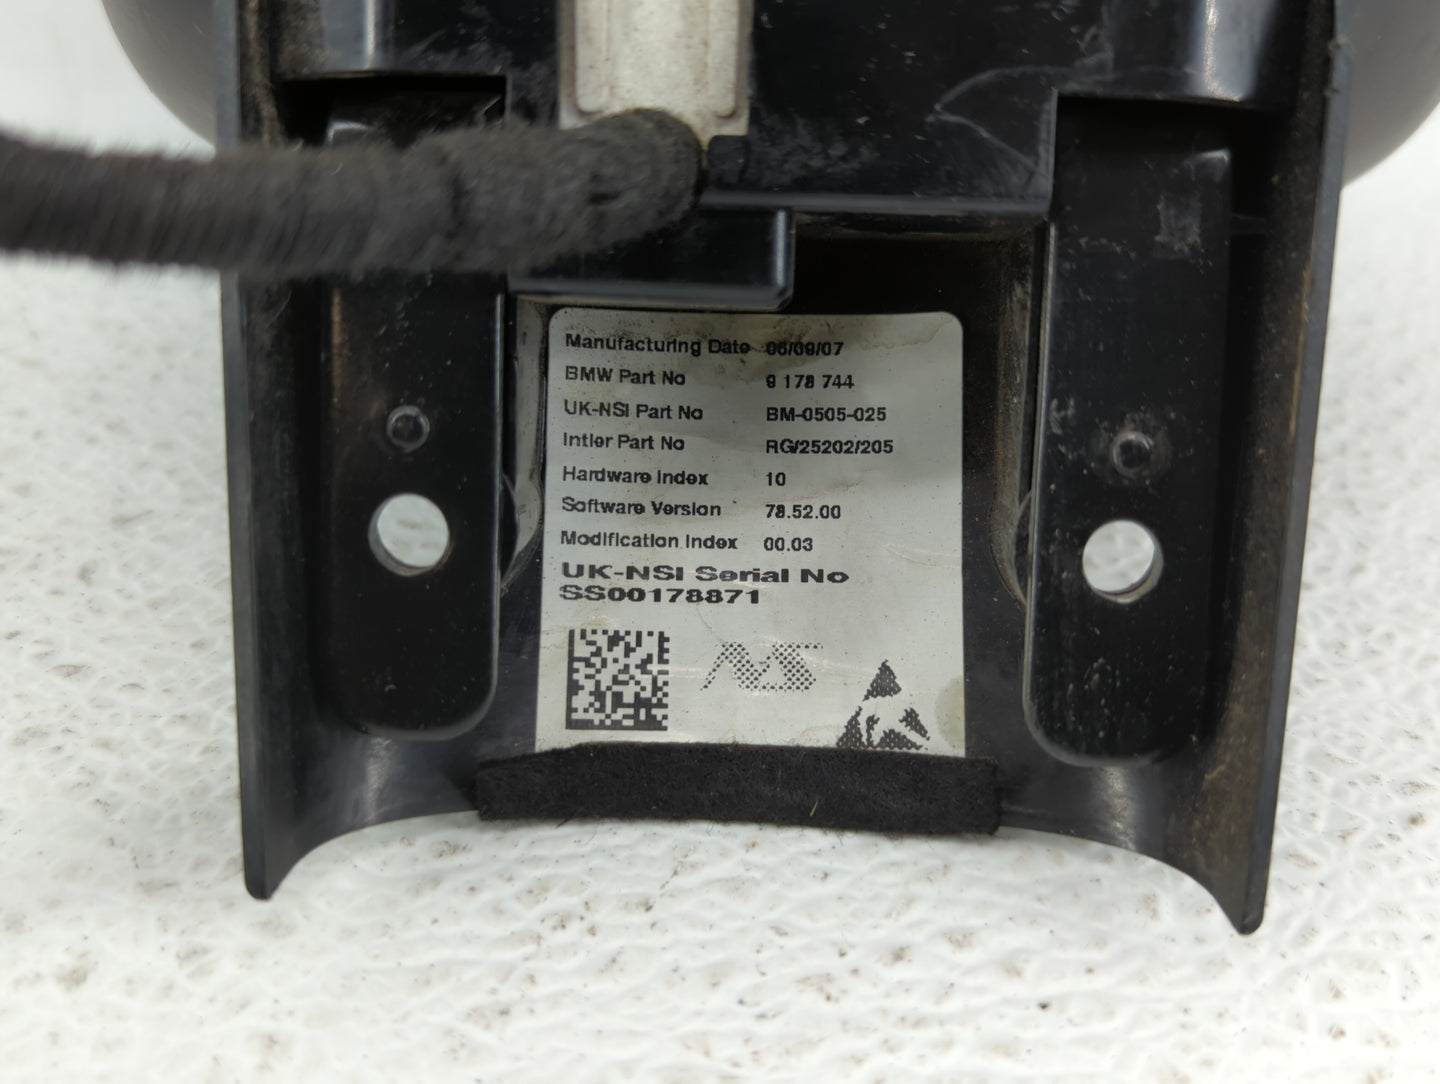 Manufacturing Date 06/09/07
BMW Part No 9 178 744
UK-NSI Part No BM-0505-025
Intier Part No RG/25202/205
Hardware Index 10
Software Version 78.52.00
Modification Index 00.03
UK-NSI Serial No
SS00178871
NS